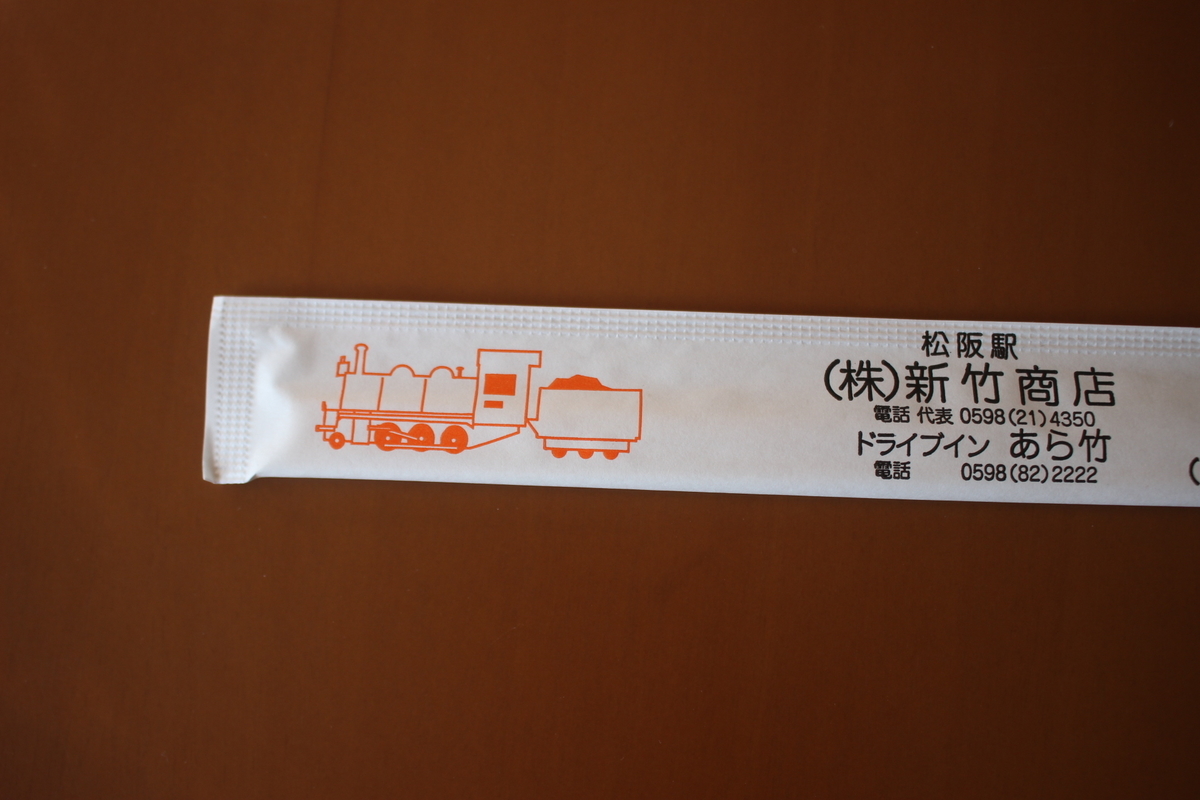 松阪駅
(株)新竹商店
電話 代表 0598(21)4350
ドライブイン あら竹
電話 0598(82)2222
(